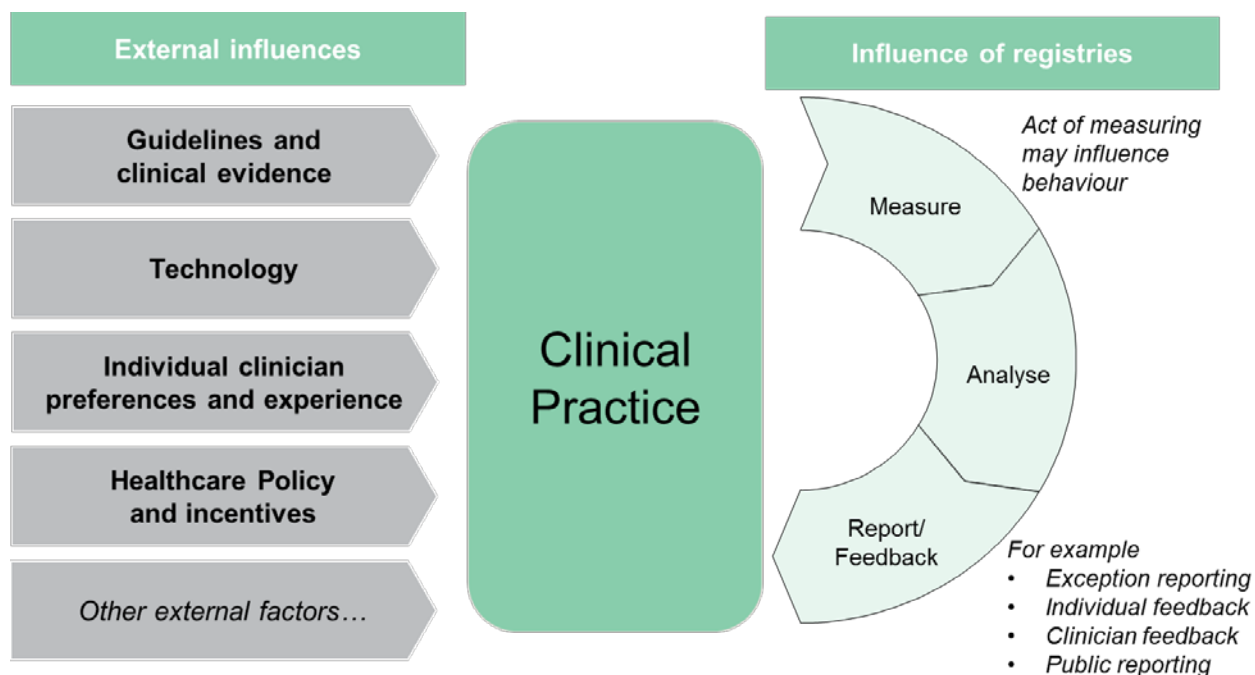 External influences
Guidelines and
clinical evidence
Technology
Individual clinician
preferences and experience
Healthcare Policy
and incentives
Other external factors…
Clinical
Practice
Influence of registries
Act of measuring
may influence
behaviour
Measure
Analyse
Report/
Feedback
For example
• Exception reporting
• Individual feedback
• Clinician feedback
• Public reporting